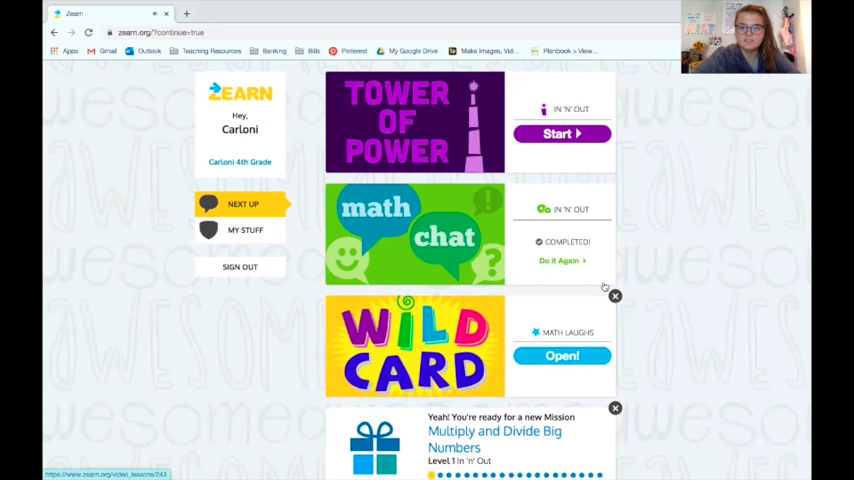 Zearn
zearn.org/?continue=true
Apps Gmail Outlook Teaching Resources Banking Bills Pinterest My Google Drive Make Images, Vid... Planbook > View...
ZEARN
Hey,
Carloni
Carloni 4th Grade
NEXT UP
MY STUFF
SIGN OUT
TOWER
OF
POWER
IN 'N' OUT
Start
math
chat
IN 'N' OUT
COMPLETED!
Do it Again
WiLD
CARD
MATH LAUGHS
Open!
Yeah! You're ready for a new Mission
Multiply and Divide Big
Numbers
Level 1 In 'n' Out
https://www.zearn.org/video_lessons/243